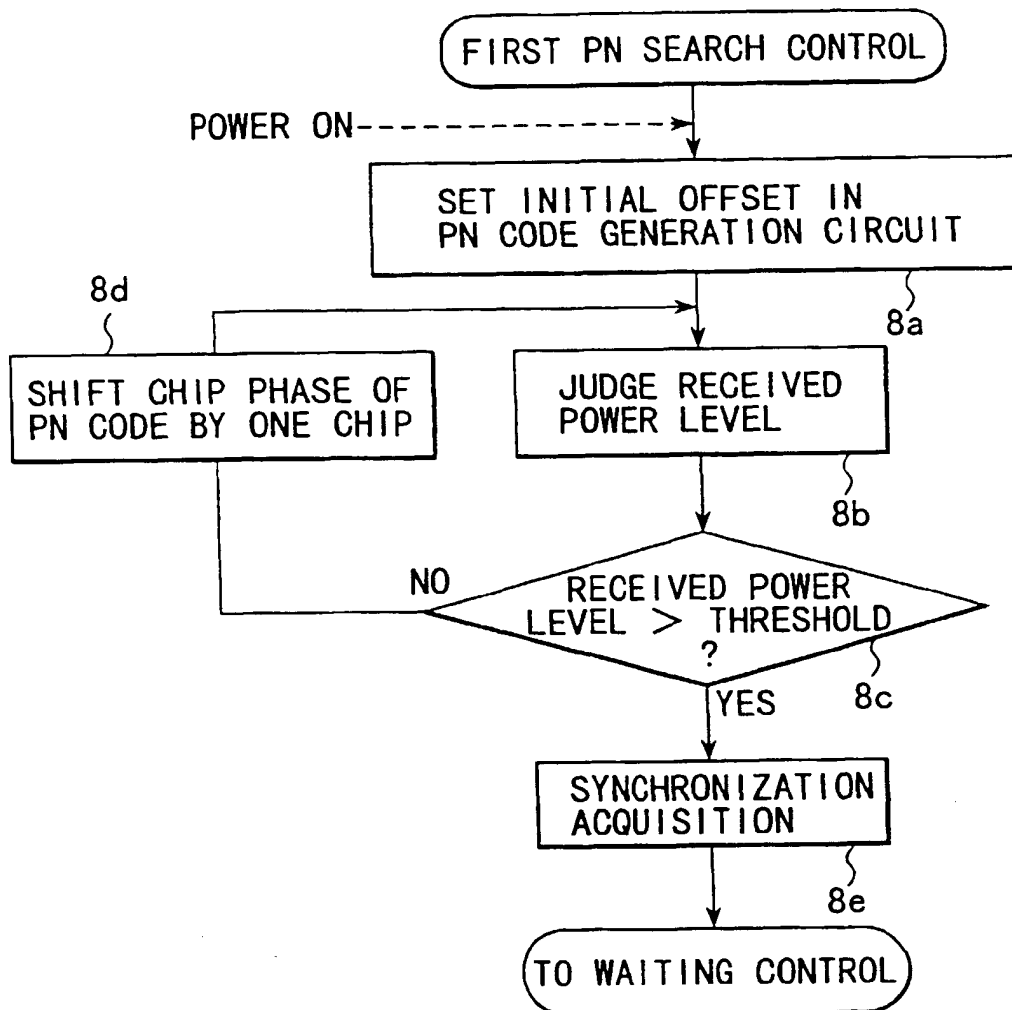 FIRST PN SEARCH CONTROL
POWER ON
SET INITIAL OFFSET IN
PN CODE GENERATION CIRCUIT
8a
8d
SHIFT CHIP PHASE OF
PN CODE BY ONE CHIP
JUDGE RECEIVED
POWER LEVEL
8b
NO
RECEIVED POWER
LEVEL > THRESHOLD
?
8c
YES
SYNCHRONIZATION
ACQUISITION
8e
TO WAITING CONTROL